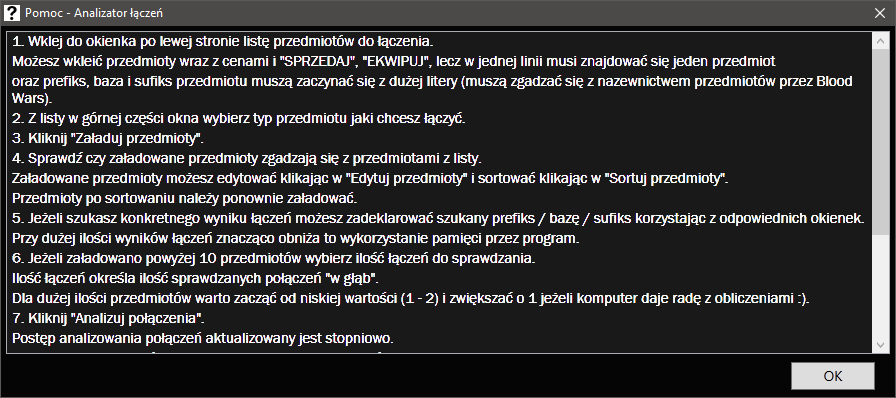 Pomoc - Analizator łączeń
1. Wklej do okienka po lewej stronie listę przedmiotów do łączenia.
Możesz wkleić przedmioty wraz z cenami i "SPRZEDAJ", "EKWIPUJ", lecz w jednej linii musi znajdować się jeden przedmiot
oraz prefiks, baza i sufiks przedmiotu muszą zaczynać się z dużej litery (muszą zgadzać się z nazewnictwem przedmiotów przez Blood
Wars).
2. Z listy w górnej części okna wybierz typ przedmiotu jaki chcesz łączyć.
3. Kliknij "Załaduj przedmioty".
4. Sprawdź czy załadowane przedmioty zgadzają się z przedmiotami z listy.
Załadowane przedmioty możesz edytować klikając w "Edytuj przedmioty" i sortować klikając w "Sortuj przedmioty".
Przedmioty po sortowaniu należy ponownie załadować.
5. Jeżeli szukasz konkretnego wyniku łączeń możesz zadeklarować szukany prefiks / bazę / sufiks korzystając z odpowiednich okienek.
Przy dużej ilości wyników łączeń znacząco obniża to wykorzystanie pamięci przez program.
6. Jeżeli załadowano powyżej 10 przedmiotów wybierz ilość łączeń do sprawdzania.
Ilość łączeń określa ilość sprawdzanych połączeń "w głąb".
Dla dużej ilości przedmiotów warto zacząć od niskiej wartości (1 - 2) i zwiększać o 1 jeżeli komputer daje radę z obliczeniami :).
7. Kliknij "Analizuj połączenia".
Postęp analizowania połączeń aktualizowany jest stopniowo.
OK